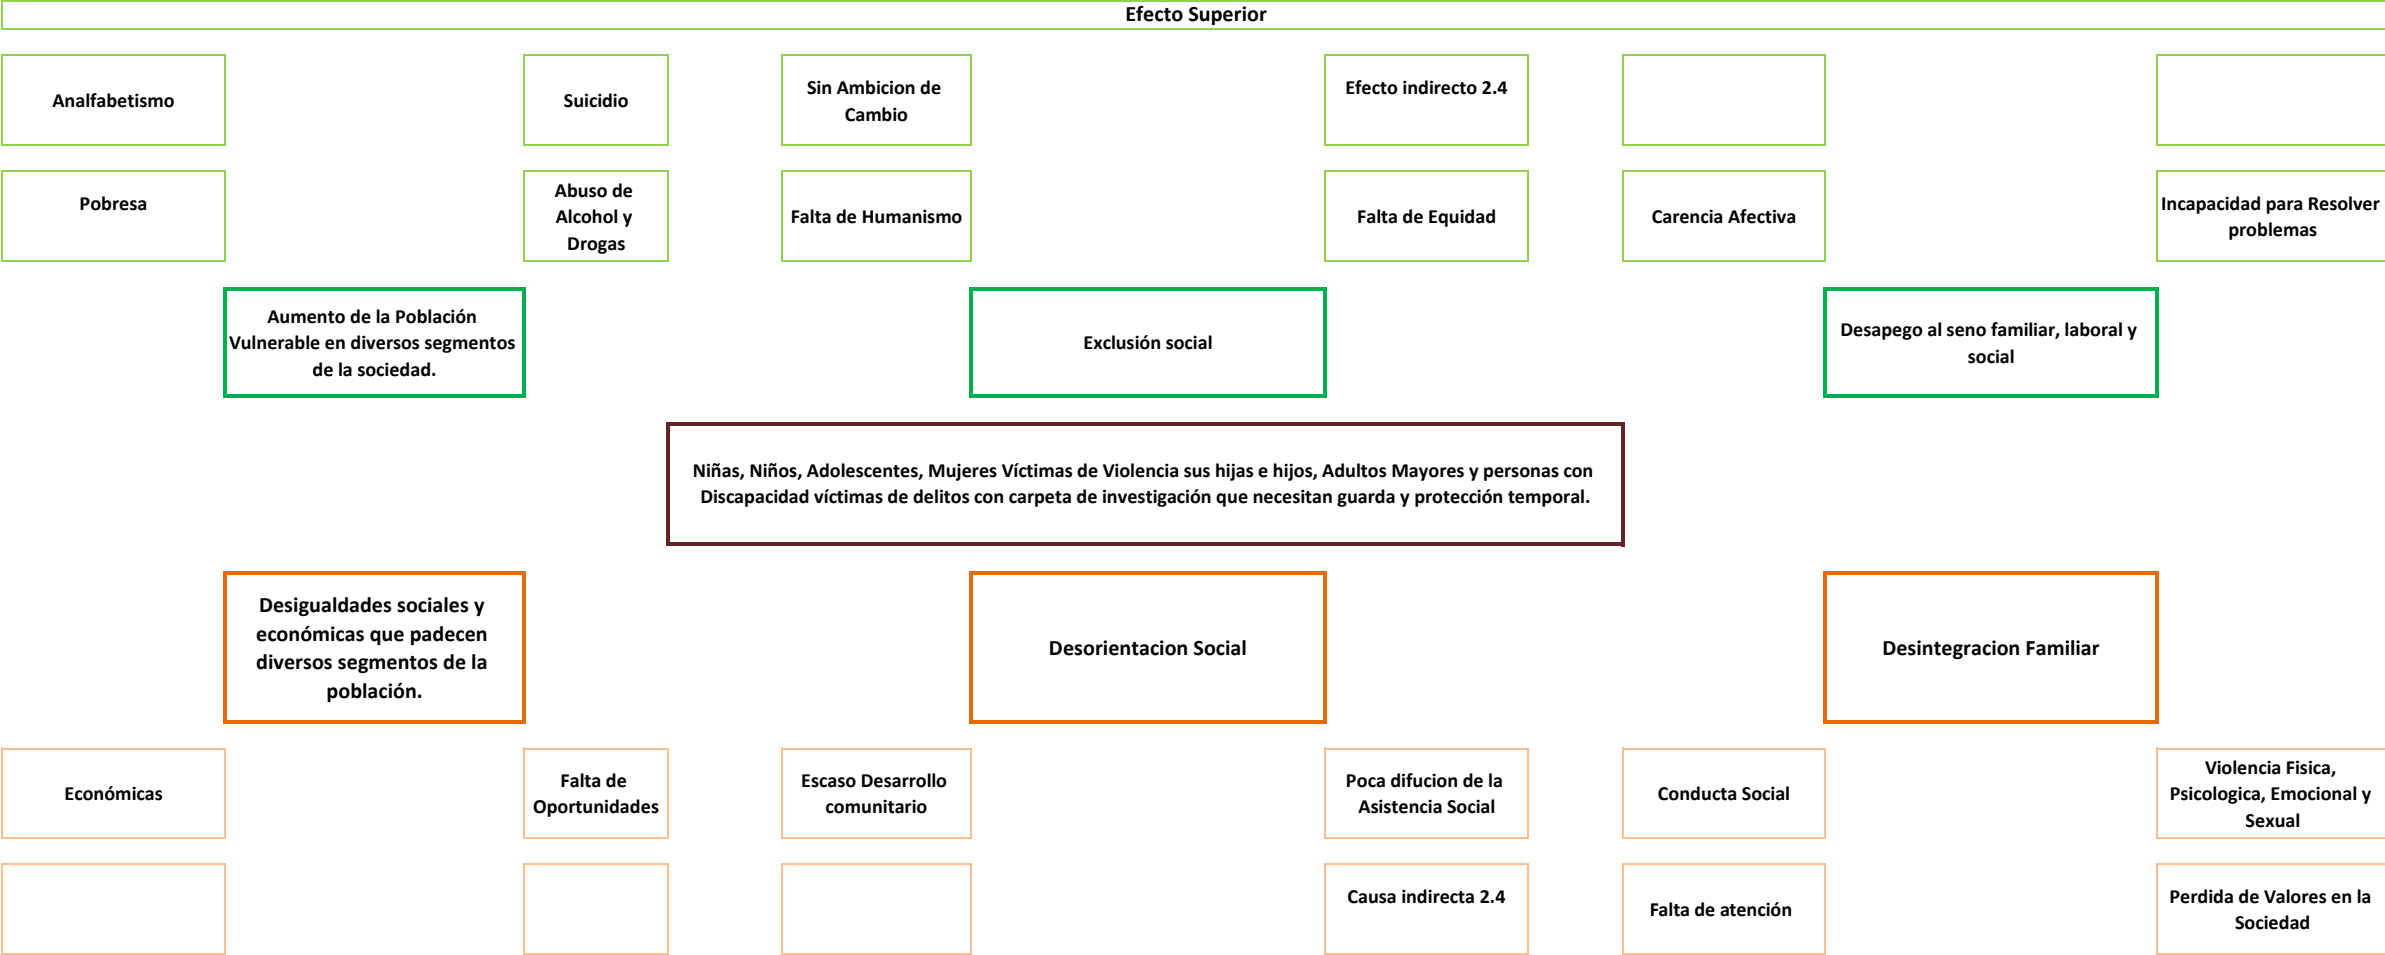 Efecto Superior
Analfabetismo
Suicidio
Sin Ambicion de
Cambio
Efecto indirecto 2.4
Pobresa
Abuso de
Alcohol y
Drogas
Falta de Humanismo
Falta de Equidad
Carencia Afectiva
Incapacidad para Resolver
problemas
Aumento de la Población
Vulnerable en diversos segmentos
de la sociedad.
Exclusión social
Desapego al seno familiar, laboral y
social
Niñas, Niños, Adolescentes, Mujeres Víctimas de Violencia sus hijas e hijos, Adultos Mayores y personas con
Discapacidad víctimas de delitos con carpeta de investigación que necesitan guarda y protección temporal.
Desigualdades sociales y
económicas que padecen
diversos segmentos de la
población.
Desorientacion Social
Desintegracion Familiar
Económicas
Falta de
Oportunidades
Escaso Desarrollo
comunitario
Poca difucion de la
Asistencia Social
Conducta Social
Violencia Fisica,
Psicologica, Emocional y
Sexual
Causa indirecta 2.4
Falta de atención
Perdida de Valores en la
Sociedad